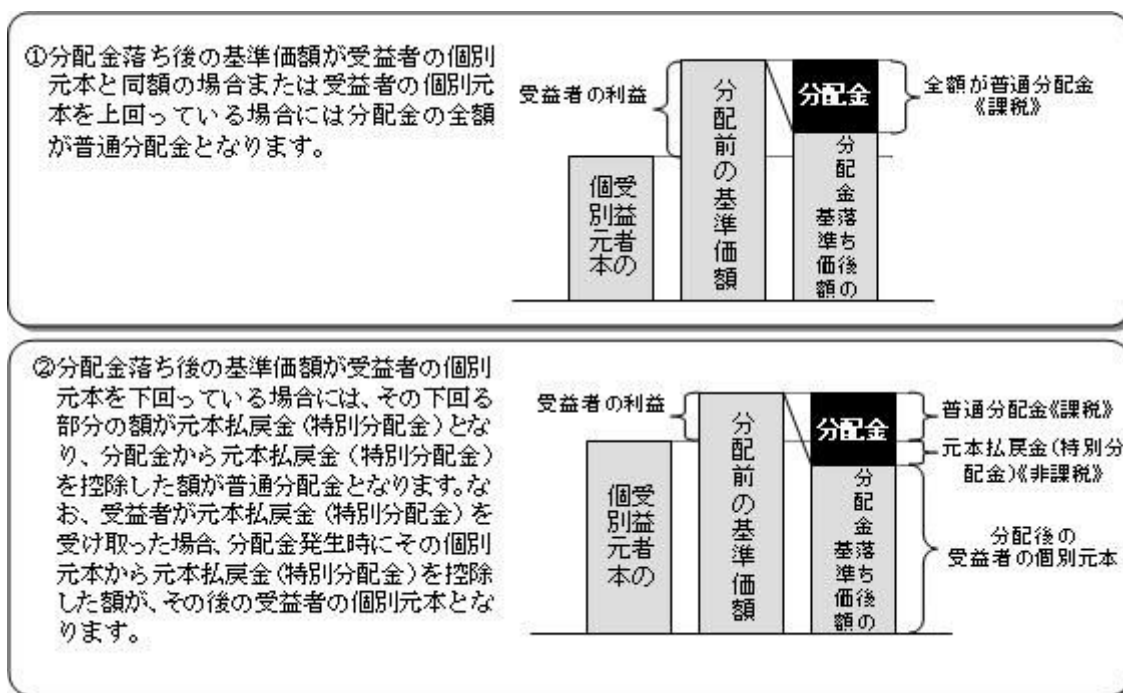 ①分配金落ち後の基準価額が受益者の個別
元本と同額の場合または受益者の個別元
本を上回っている場合には分配金の全額
が普通分配金となります。
受益者の利益
受益者の
個別元本
分配前の基準価額
分配金
分配金落ち後の
基準価額
全額が普通分配金
《課税》
②分配金落ち後の基準価額が受益者の個別
元本を下回っている場合には、その下回る
部分の額が元本払戻金(特別分配金)とな
り、分配金から元本払戻金(特別分配金)
を控除した額が普通分配金となります。な
お、受益者が元本払戻金(特別分配金)を
受け取った場合、分配金発生時にその個別
元本から元本払戻金(特別分配金)を控除
した額が、その後の受益者の個別元本とな
ります。
受益者の利益
受益者の
個別元本
分配前の基準価額
分配金
分配金落ち後の
基準価額
普通分配金《課税》
元本払戻金(特別分
配金)《非課税》
分配後の
受益者の個別元本